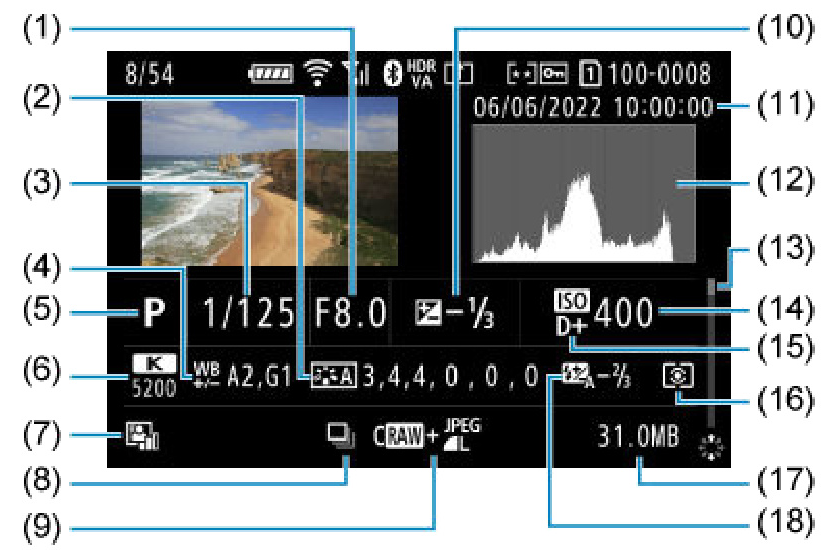 (1)
(10)
8/54
HDR
VA
1
100-0008
(2)
06/06/2022 10:00:00
(11)
(3)
(12)
(4)
(13)
(5)
P
1/125
F8.0
-1/3
ISO
D+
400
(14)
(15)
(6)
K
5200
WB
+/-
A2,G1
A
3,4,4,0,0,0
A
-2/3
(16)
(7)
CRAW+
JPEG
L
31.0MB
(8)
(17)
(9)
(18)